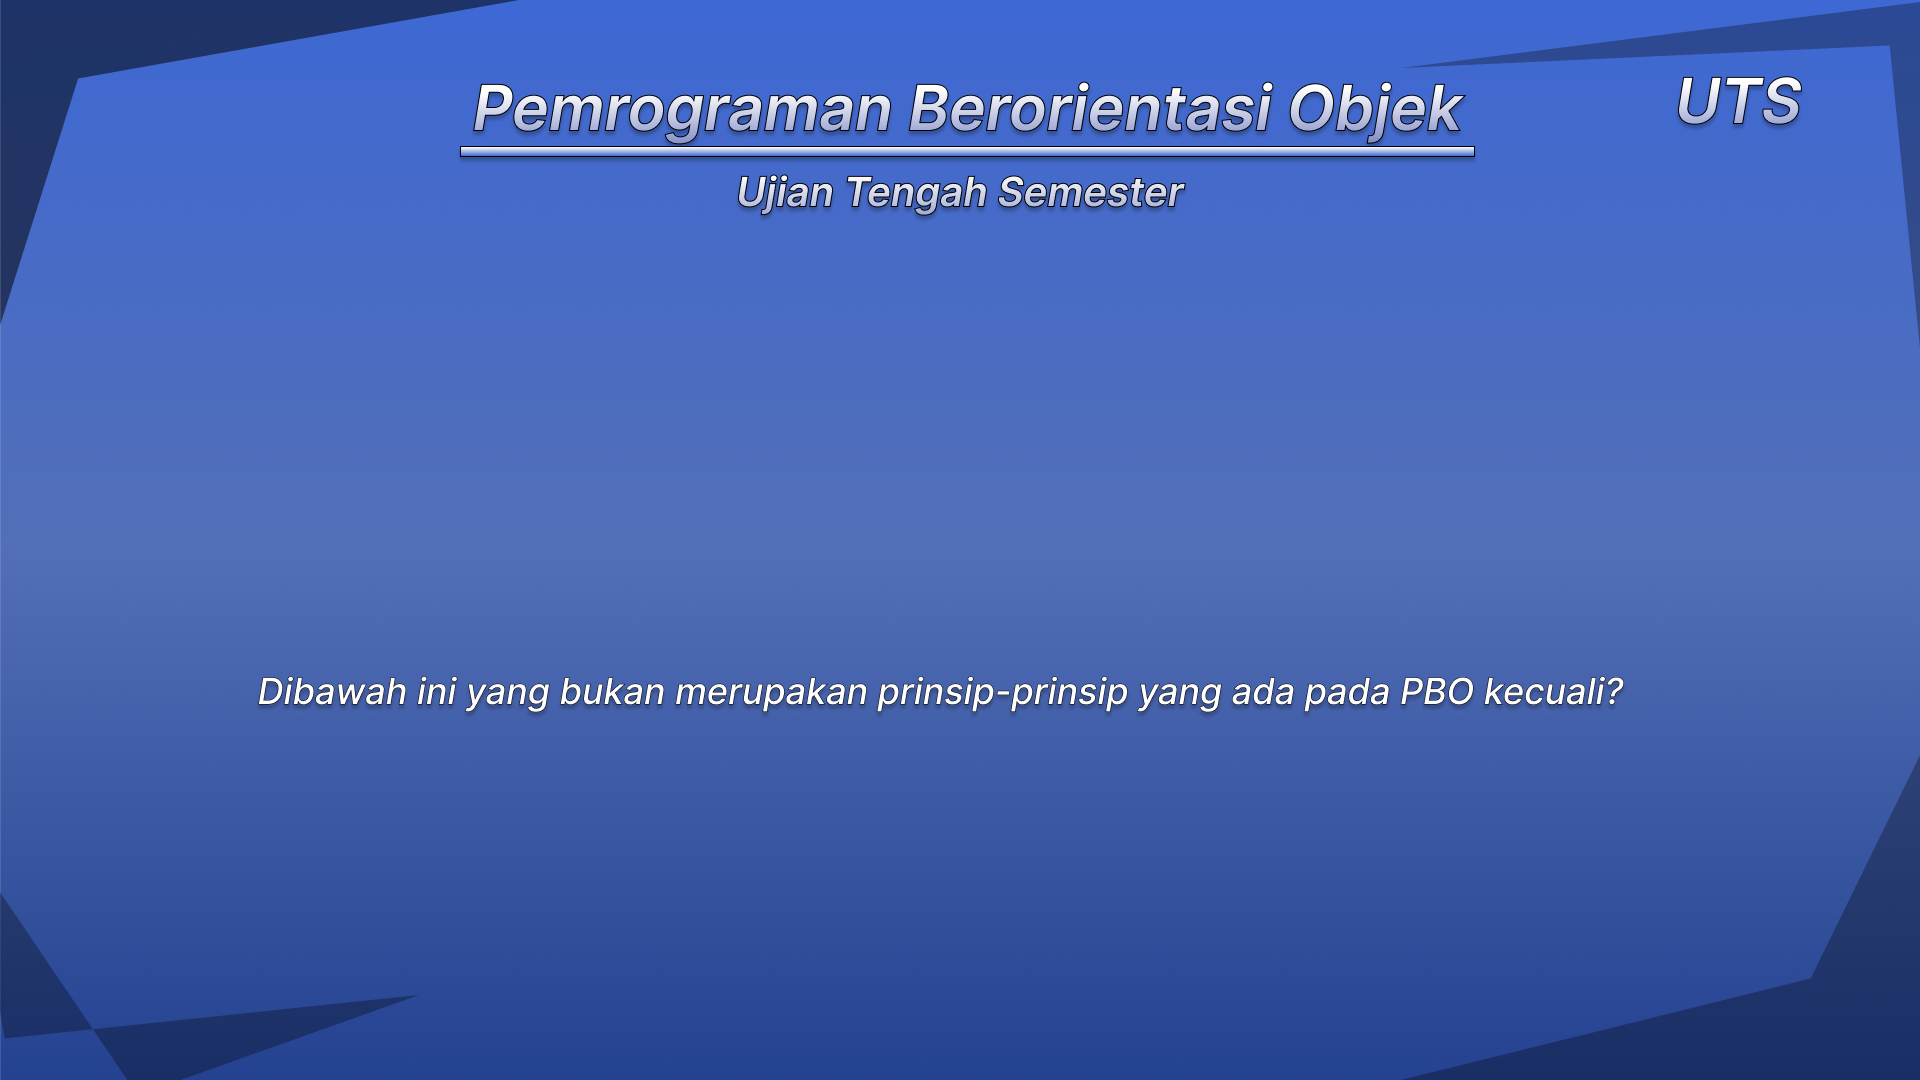 Pemrograman Berorientasi Objek
UTS
Ujian Tengah Semester
Dibawah ini yang bukan merupakan prinsip-prinsip yang ada pada PBO kecuali?